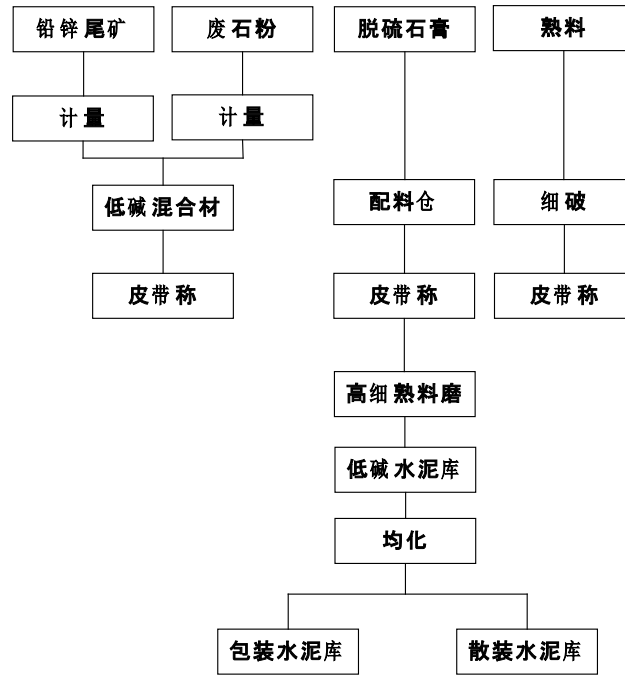 铅锌尾矿
废石粉
脱硫石膏
熟料
计量
计量
低碱混合材
配料仓
细破
皮带称
皮带称
皮带称
高细熟料磨
低碱水泥库
均化
包装水泥库
散装水泥库